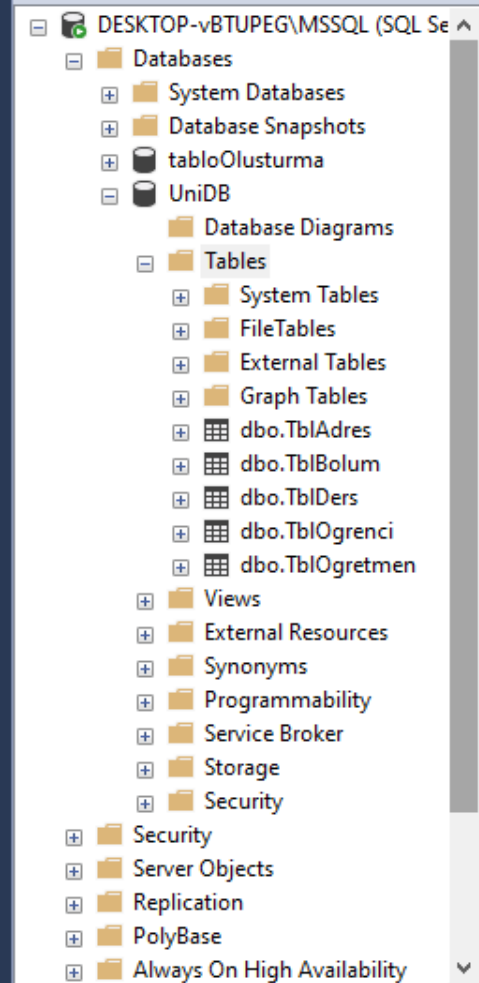 DESKTOP-vBTUPEG\MSSQL (SQL Se
Databases
System Databases
Database Snapshots
tabloOlusturma
UniDB
Database Diagrams
Tables
System Tables
FileTables
External Tables
Graph Tables
dbo.TblAdres
dbo.TblBolum
dbo.TblDers
dbo.TblOgrenci
dbo.TblOgretmen
Views
External Resources
Synonyms
Programmability
Service Broker
Storage
Security
Security
Server Objects
Replication
PolyBase
Always On High Availability